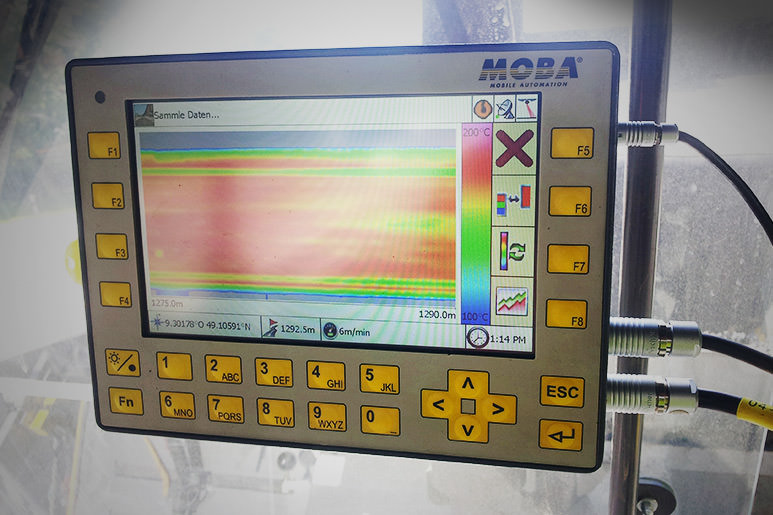 MOBA®
MOBILE AUTOMATION
Sammle Daten...
200°C
1275.0m
1290.0m
100°C
9.30178°O 49.10591°N
1292.5m
6m/min
1:14 PM
F1
F2
F3
F4
F5
F6
F7
F8
1
2 ABC
3 DEF
4 GHI
5 JKL
ESC
Fn
6 MNO
7 PQRS
8 TUV
9 WXYZ
0 _
< ^ v >